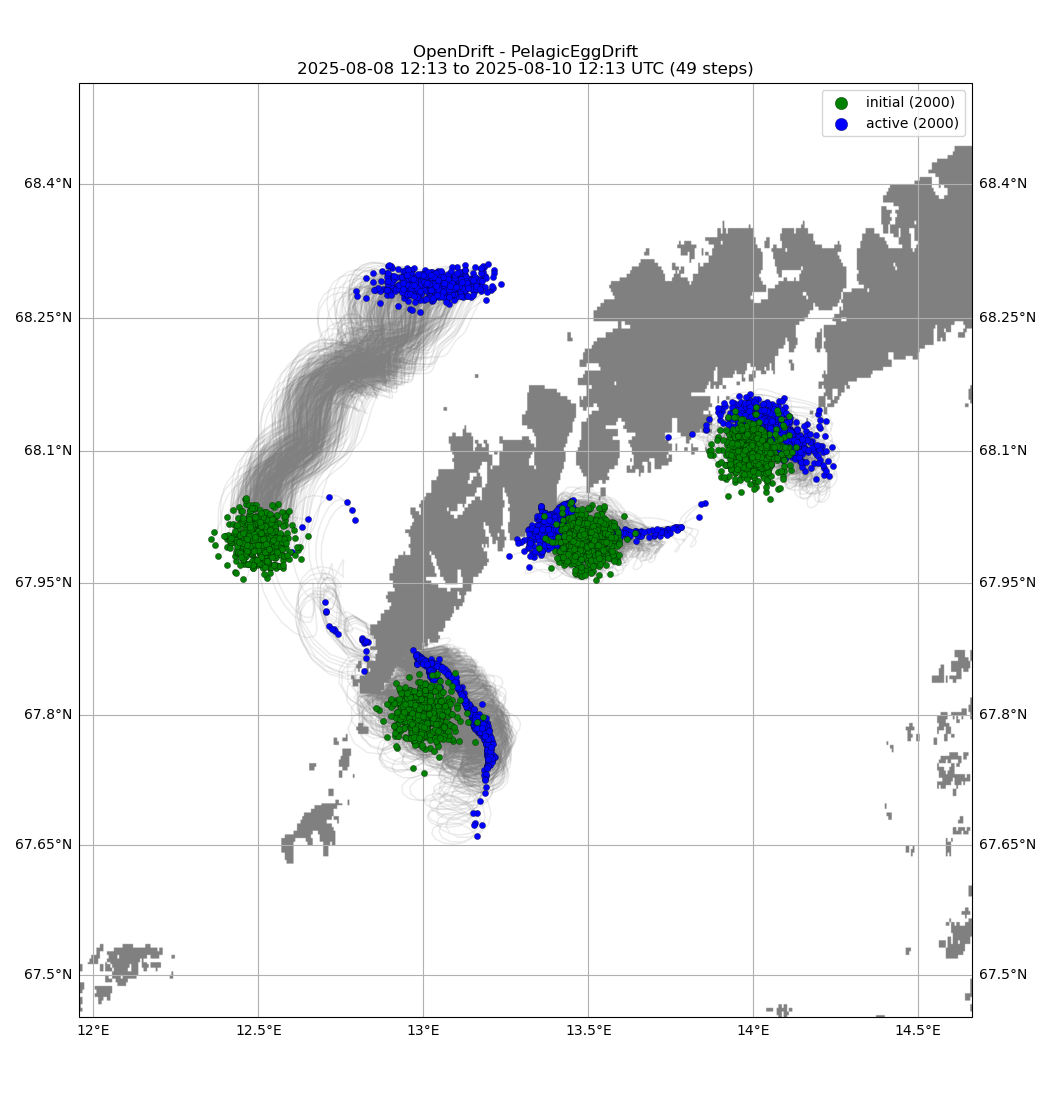 OpenDrift - PelagicEggDrift
2025-08-08 12:13 to 2025-08-10 12:13 UTC (49 steps)
initial (2000)
active (2000)
68.4°N
68.4°N
68.25°N
68.25°N
68.1°N
68.1°N
67.95°N
67.95°N
67.8°N
67.8°N
67.65°N
67.65°N
67.5°N
67.5°N
12°E
12.5°E
13°E
13.5°E
14°E
14.5°E